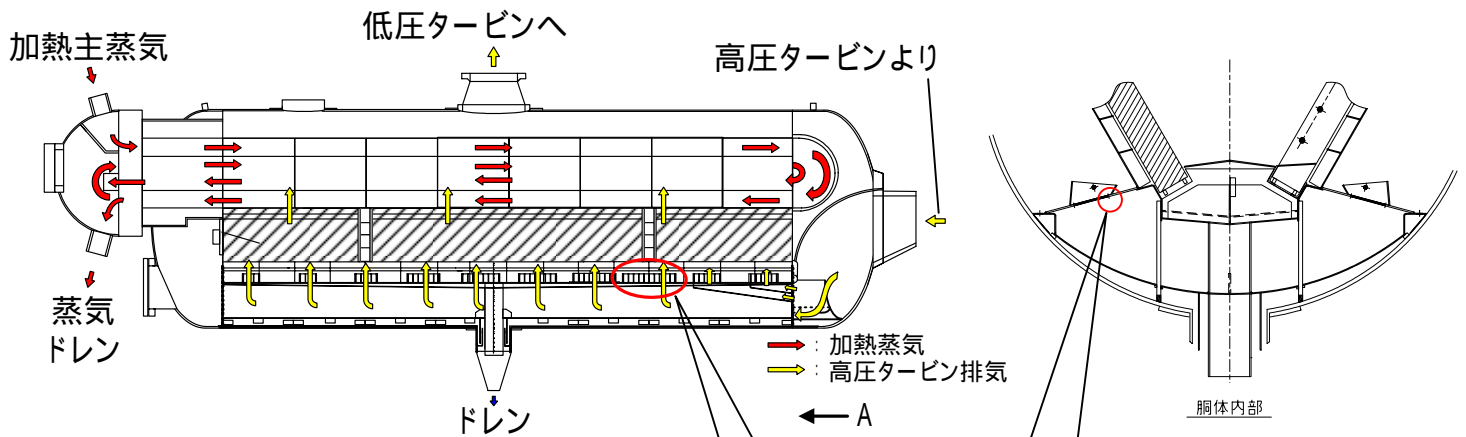 低圧タービンへ
加熱主蒸気
高圧タービンより
蒸気
ドレン
: 加熱蒸気
: 高圧タービン排気
ドレン
A
胴体内部